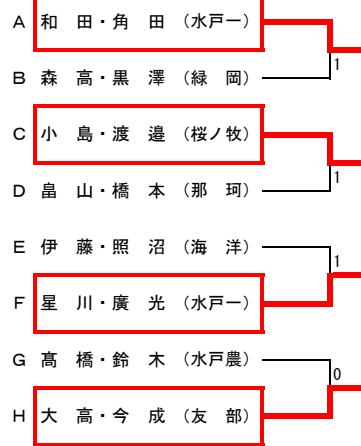 A 和 田・角 田 (水戸一)
1
B 森 高・黒 澤 (緑 岡)
C 小 島・渡 邉 (桜ノ牧)
1
D 畠 山・橋 本 (那 珂)
E 伊 藤・照 沼 (海 洋)
1
F 星 川・廣 光 (水戸一)
G 髙 橋・鈴 木 (水戸農)
0
H 大 高・今 成 (友 部)